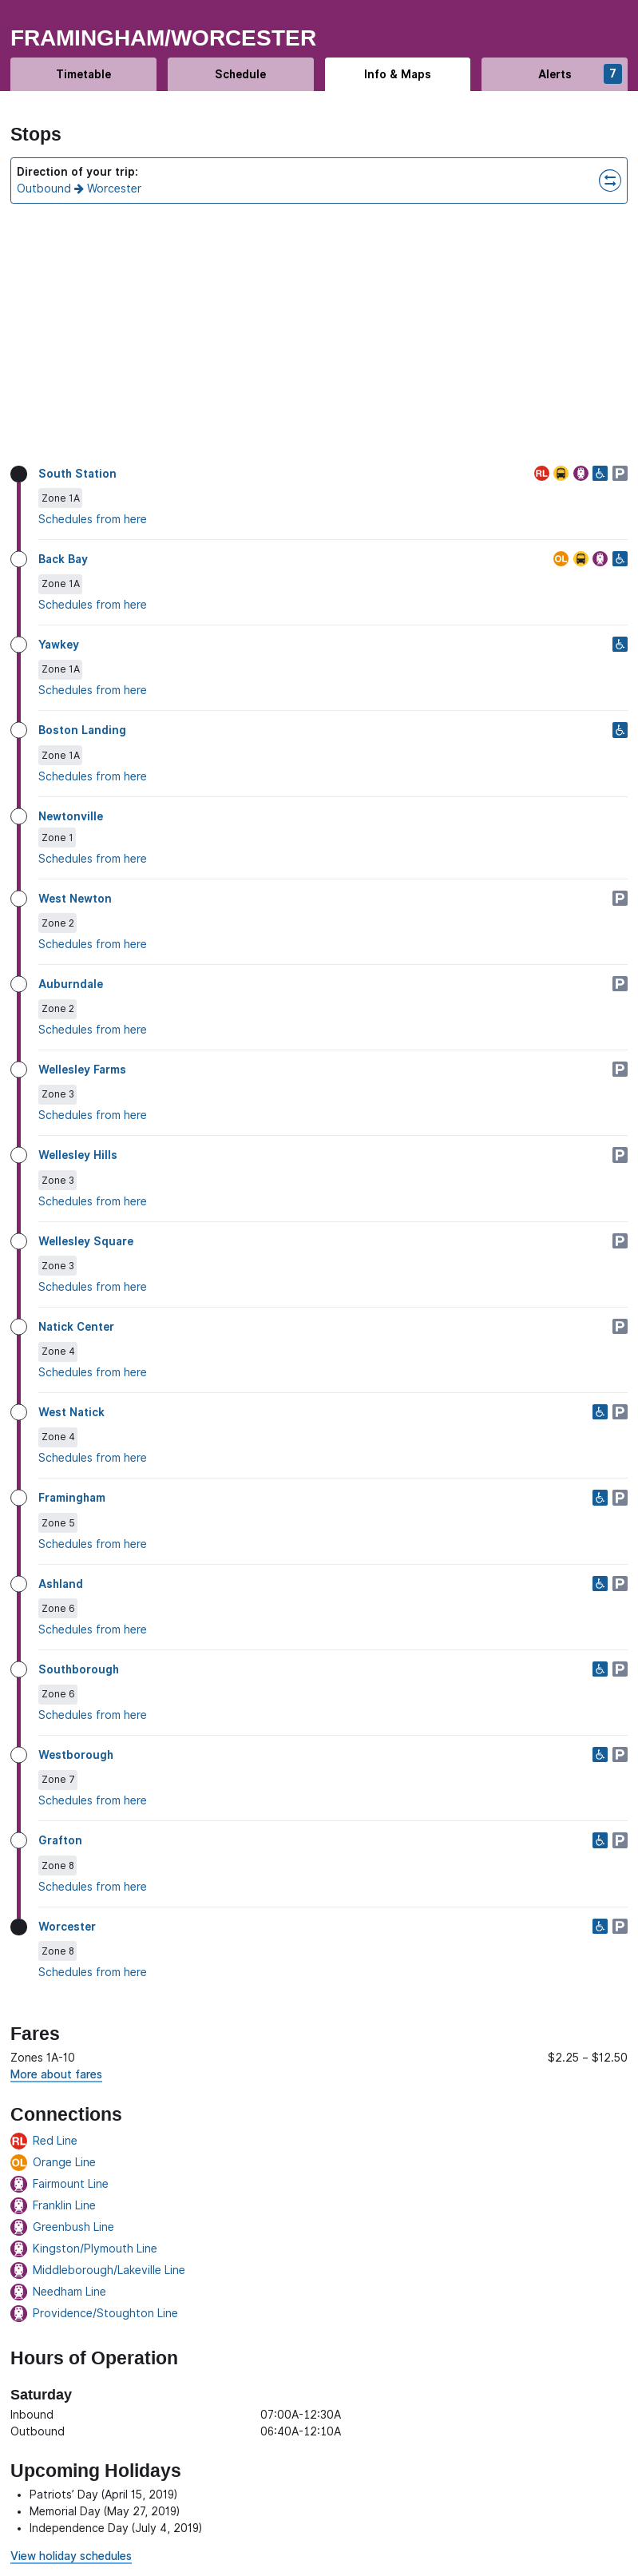 FRAMINGHAM/WORCESTER
Timetable
Schedule
Info & Maps
Alerts
7
Stops
Direction of your trip:
Outbound → Worcester
South Station
RL
P
Zone 1A
Schedules from here
Back Bay
OL
Zone 1A
Schedules from here
Yawkey
Zone 1A
Schedules from here
Boston Landing
Zone 1A
Schedules from here
Newtonville
Zone 1
Schedules from here
West Newton
P
Zone 2
Schedules from here
Auburndale
P
Zone 2
Schedules from here
Wellesley Farms
P
Zone 3
Schedules from here
Wellesley Hills
P
Zone 3
Schedules from here
Wellesley Square
P
Zone 3
Schedules from here
Natick Center
P
Zone 4
Schedules from here
West Natick
P
Zone 4
Schedules from here
Framingham
P
Zone 5
Schedules from here
Ashland
P
Zone 6
Schedules from here
Southborough
P
Zone 6
Schedules from here
Westborough
P
Zone 7
Schedules from here
Grafton
P
Zone 8
Schedules from here
Worcester
P
Zone 8
Schedules from here
Fares
Zones 1A-10 $2.25 – $12.50
More about fares
Connections
RL Red Line
OL Orange Line
Fairmount Line
Franklin Line
Greenbush Line
Kingston/Plymouth Line
Middleborough/Lakeville Line
Needham Line
Providence/Stoughton Line
Hours of Operation
Saturday
Inbound 07:00A-12:30A
Outbound 06:40A-12:10A
Upcoming Holidays
• Patriots’ Day (April 15, 2019)
• Memorial Day (May 27, 2019)
• Independence Day (July 4, 2019)
View holiday schedules